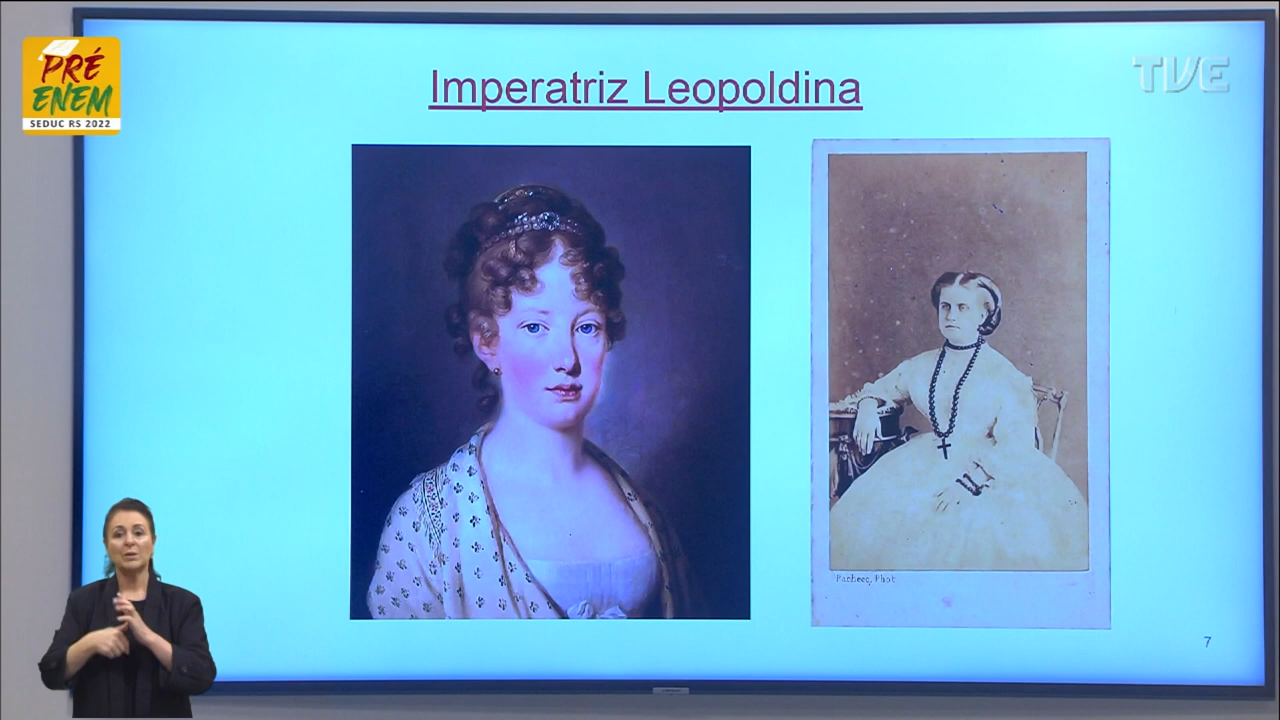 PRÉ
ENEM
SEDUC RS 2022
TVE
Imperatriz Leopoldina
Pacheco, Phot
7